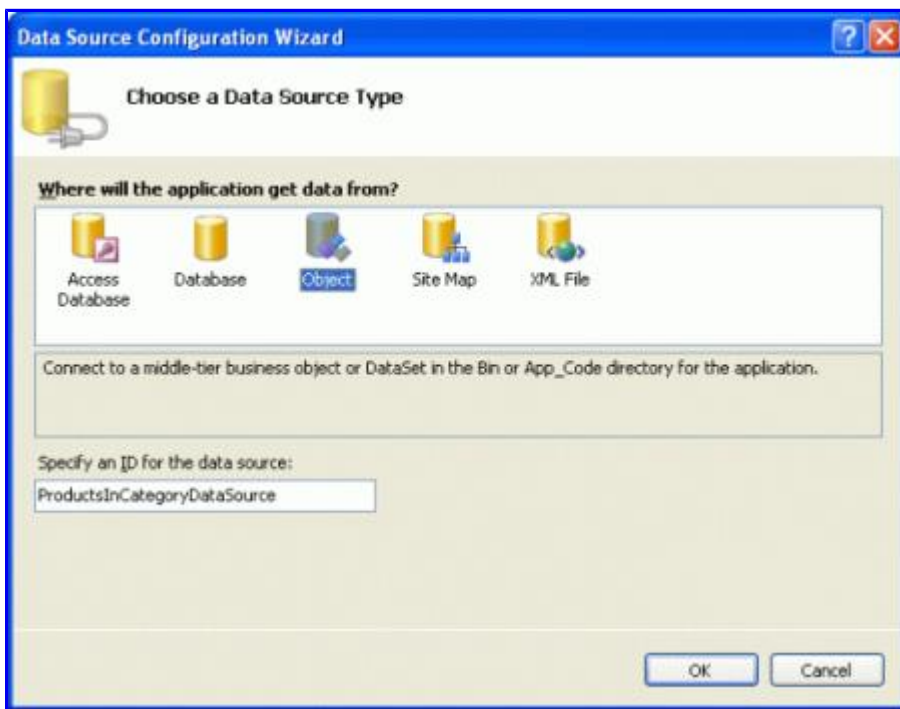 Data Source Configuration Wizard
Choose a Data Source Type
Where will the application get data from?
Access Database
Database
Object
Site Map
XML File
Connect to a middle-tier business object or DataSet in the Bin or App_Code directory for the application.
Specify an ID for the data source:
ProductsInCategoryDataSource
OK
Cancel